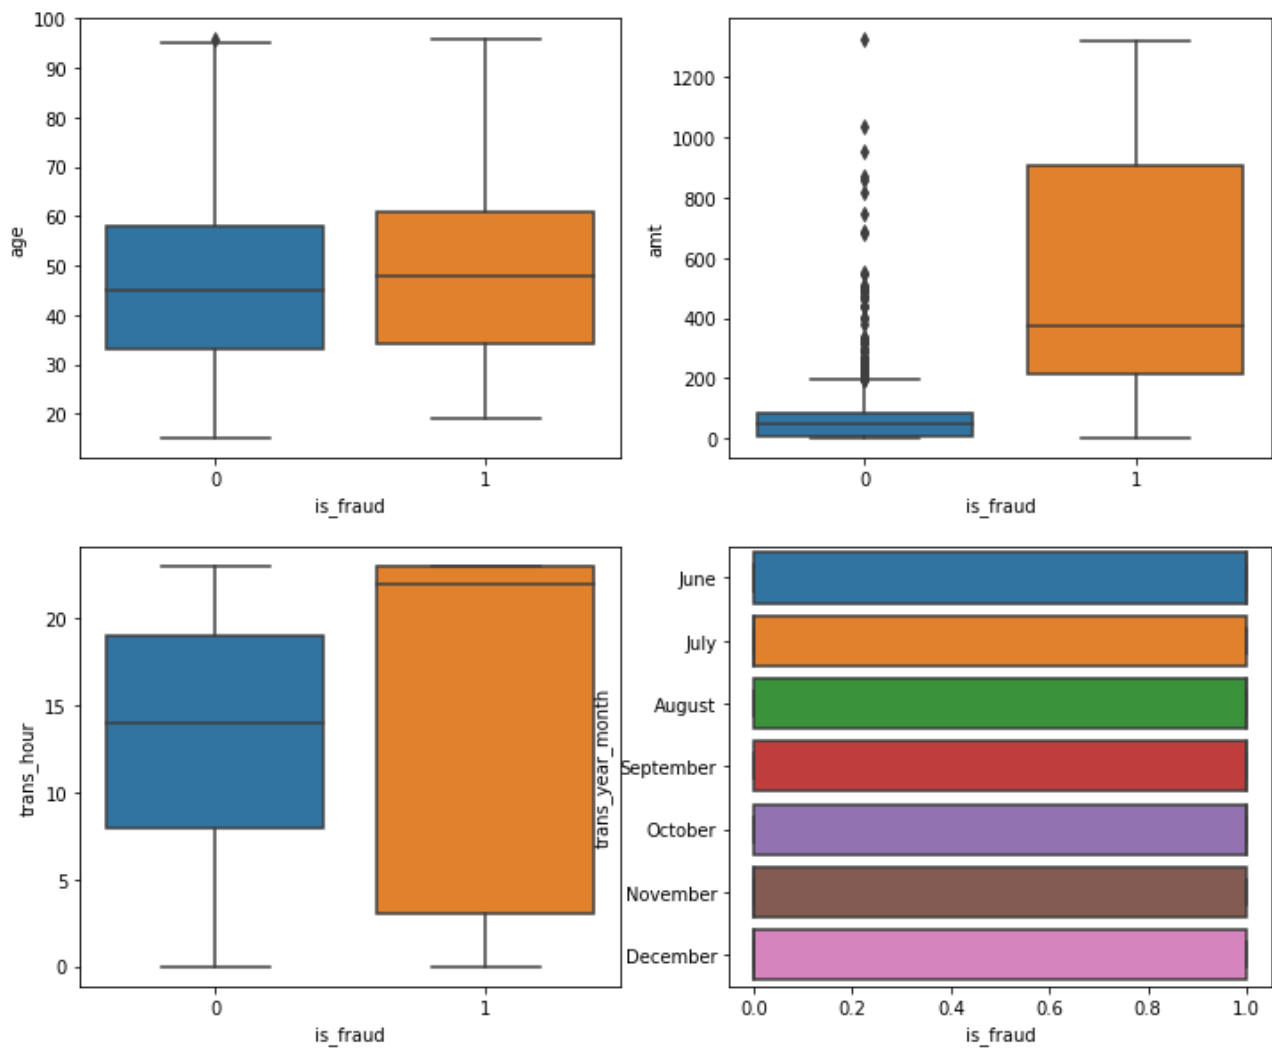 100
90
80
70
60
50
40
30
20
age
0
1
is_fraud
1200
1000
800
600
400
200
0
amt
0
1
is_fraud
20
15
10
5
0
trans_hour
0
1
is_fraud
June
July
August
September
October
November
December
trans_year_month
0.0 0.2 0.4 0.6 0.8 1.0
is_fraud